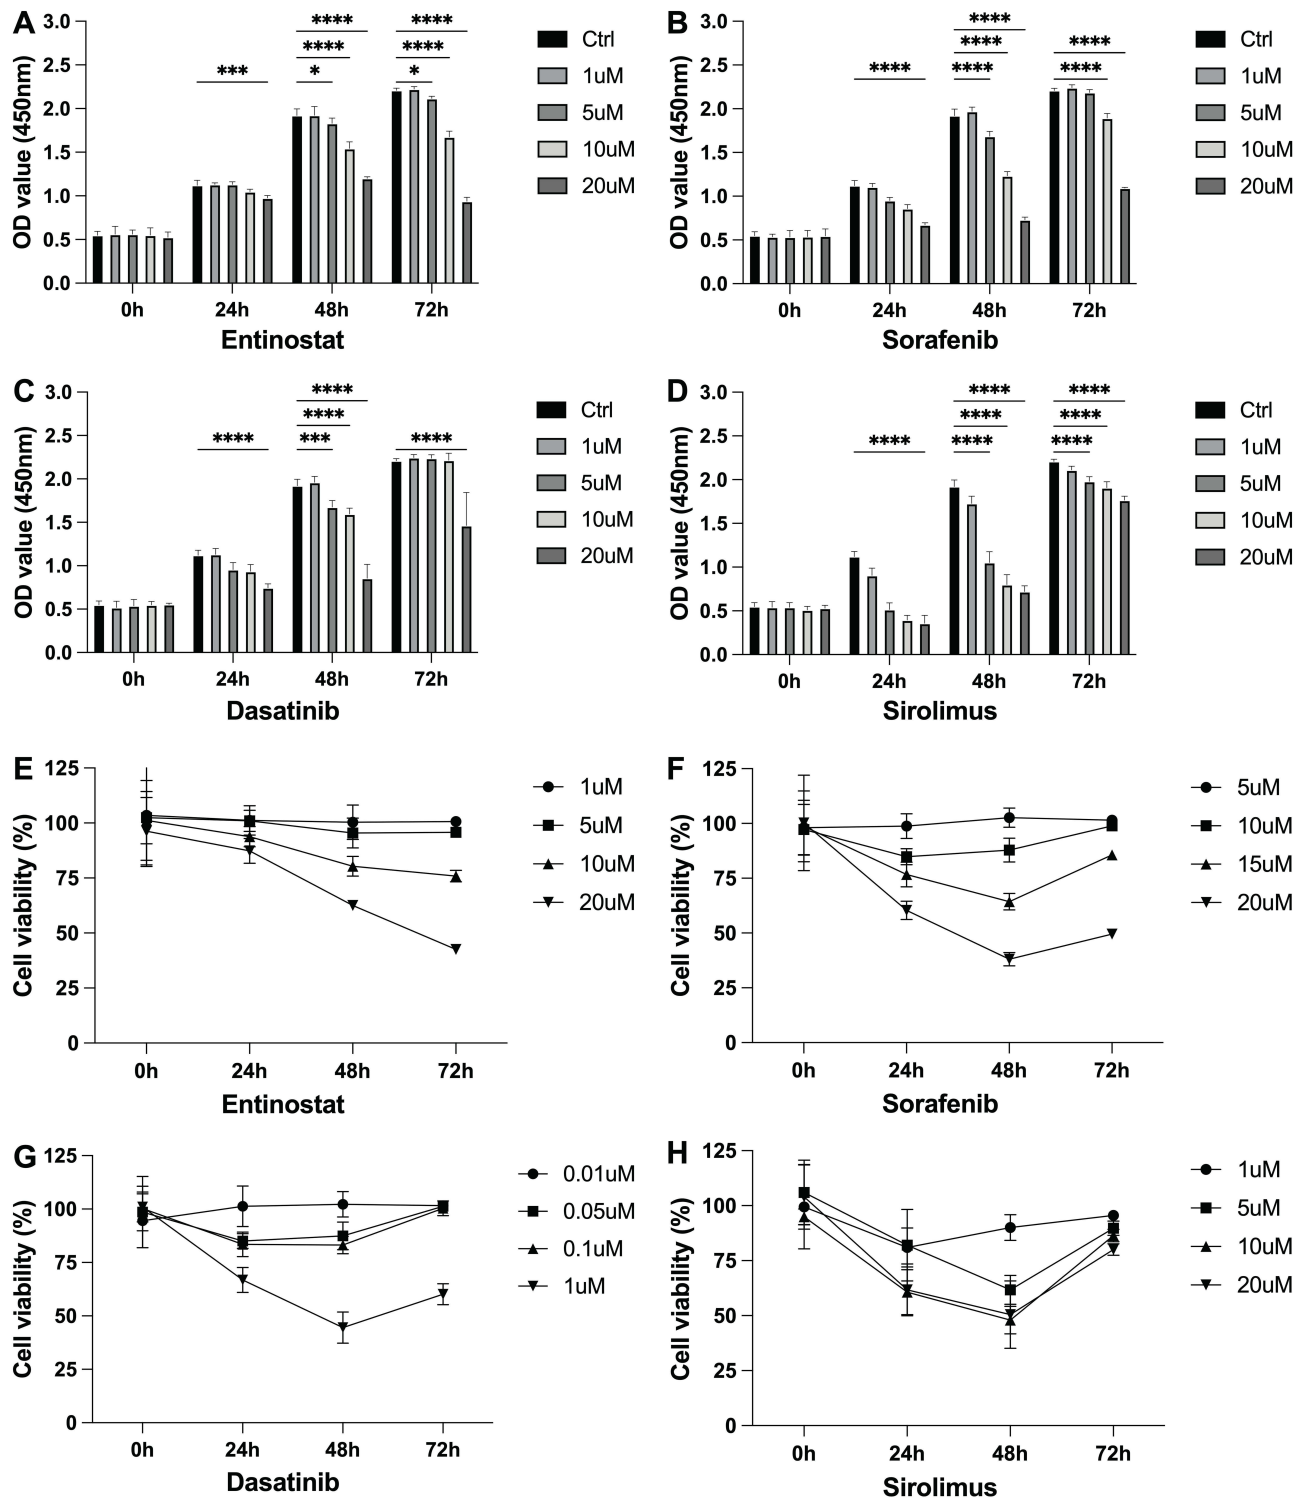 A
OD value (450nm)
3.0
2.5
2.0
1.5
1.0
0.5
0.0
***
****
****
*
****
****
*
0h 24h 48h 72h
Entinostat
Ctrl
1uM
5uM
10uM
20uM
B
OD value (450nm)
3.0
2.5
2.0
1.5
1.0
0.5
0.0
****
****
****
****
****
****
0h 24h 48h 72h
Sorafenib
Ctrl
1uM
5uM
10uM
20uM
C
OD value (450nm)
3.0
2.5
2.0
1.5
1.0
0.5
0.0
****
****
****
***
****
0h 24h 48h 72h
Dasatinib
Ctrl
1uM
5uM
10uM
20uM
D
OD value (450nm)
3.0
2.5
2.0
1.5
1.0
0.5
0.0
****
****
****
****
****
****
****
0h 24h 48h 72h
Sirolimus
Ctrl
1uM
5uM
10uM
20uM
E
Cell viability (%)
125
100
75
50
25
0
0h 24h 48h 72h
Entinostat
1uM
5uM
10uM
20uM
F
Cell viability (%)
125
100
75
50
25
0
0h 24h 48h 72h
Sorafenib
5uM
10uM
15uM
20uM
G
Cell viability (%)
125
100
75
50
25
0
0h 24h 48h 72h
Dasatinib
0.01uM
0.05uM
0.1uM
1uM
H
Cell viability (%)
125
100
75
50
25
0
0h 24h 48h 72h
Sirolimus
1uM
5uM
10uM
20uM